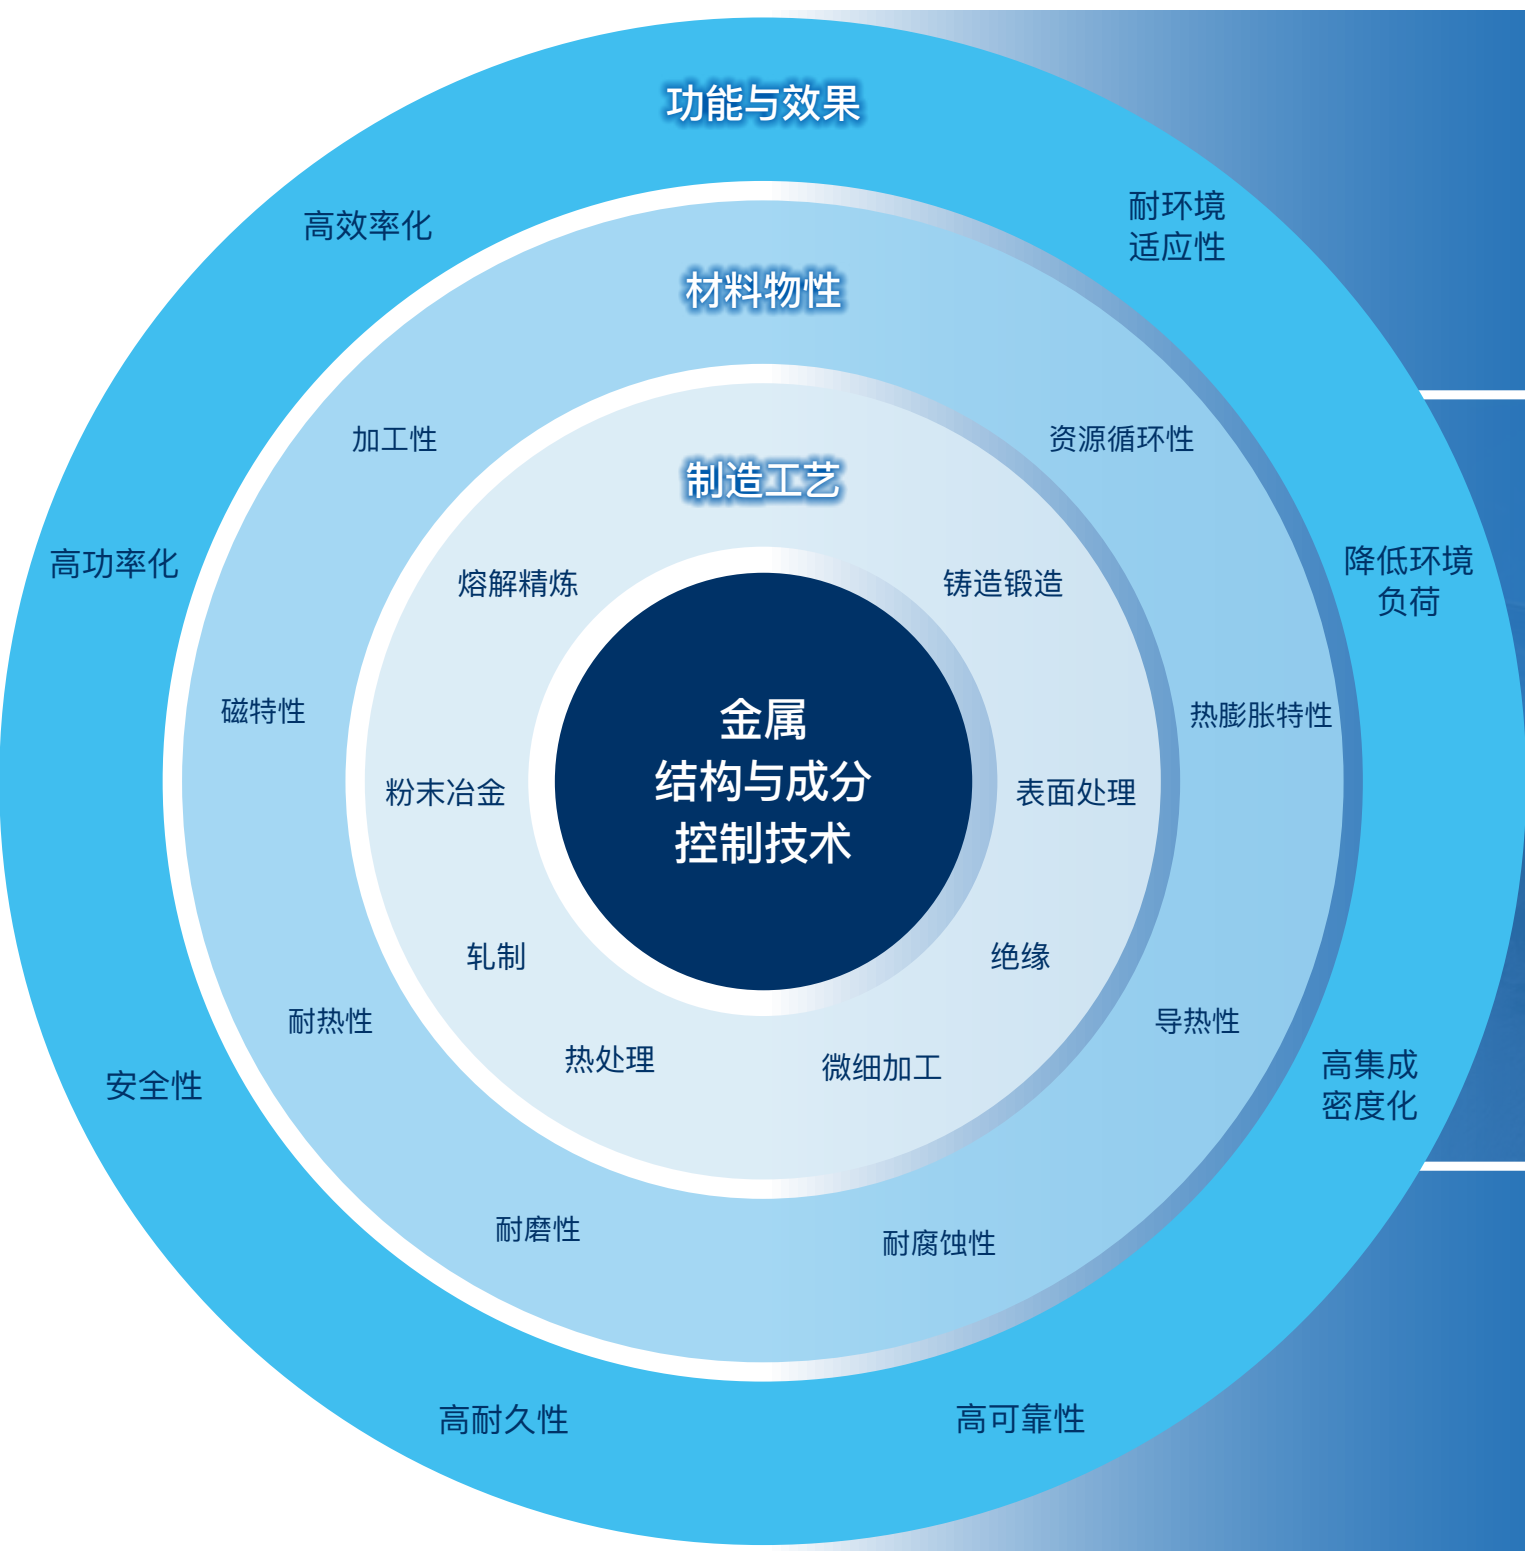 功能与效果
高效率化
耐环境
适应性
高功率化
降低环境
负荷
安全性
高集成
密度化
高耐久性
高可靠性
材料物性
加工性
资源循环性
磁特性
热膨胀特性
耐热性
导热性
耐磨性
耐腐蚀性
制造工艺
熔解精炼
铸造锻造
粉末冶金
表面处理
轧制
绝缘
热处理
微细加工
金属
结构与成分
控制技术